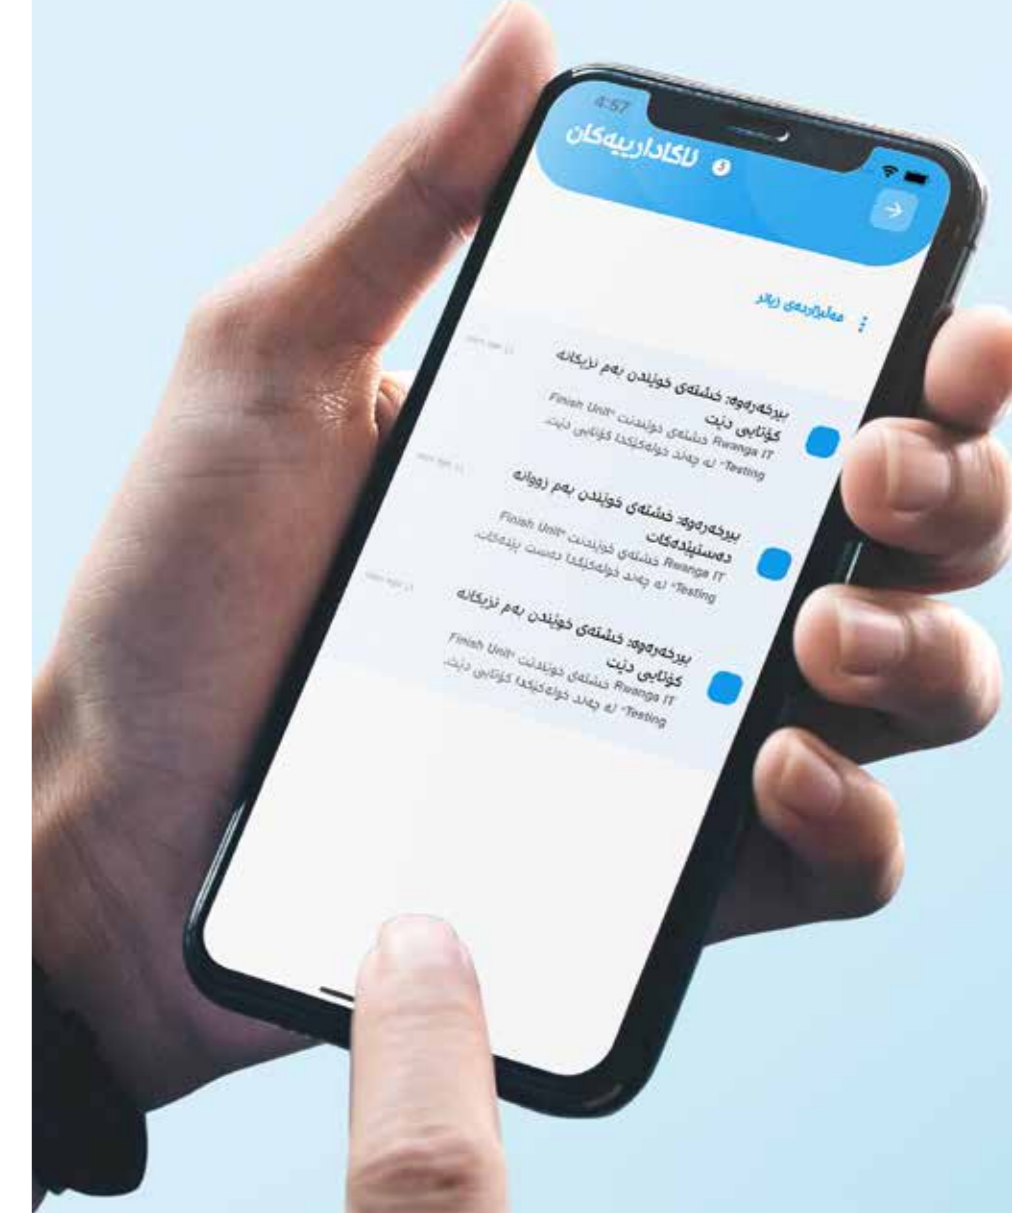 4:57
ئاگادارییەکان
هەڵبژاردەی زیاتر
بیرخەرەوە: خشتەی خوێندن بەم نزیکانە
کۆتایی دێت
Rwanga IT خشتەی خوێندنت "Finish Unit
Testing" لە چەند خولەکێکدا کۆتایی دێت.
بیرخەرەوە: خشتەی خوێندن بەم زووانە
دەستپێدەکات
Rwanga IT خشتەی خوێندنت "Finish Unit
Testing" لە چەند خولەکێکدا دەست پێدەکات.
بیرخەرەوە: خشتەی خوێندن بەم نزیکانە
کۆتایی دێت
Rwanga IT خشتەی خوێندنت "Finish Unit
Testing" لە چەند خولەکێکدا کۆتایی دێت.